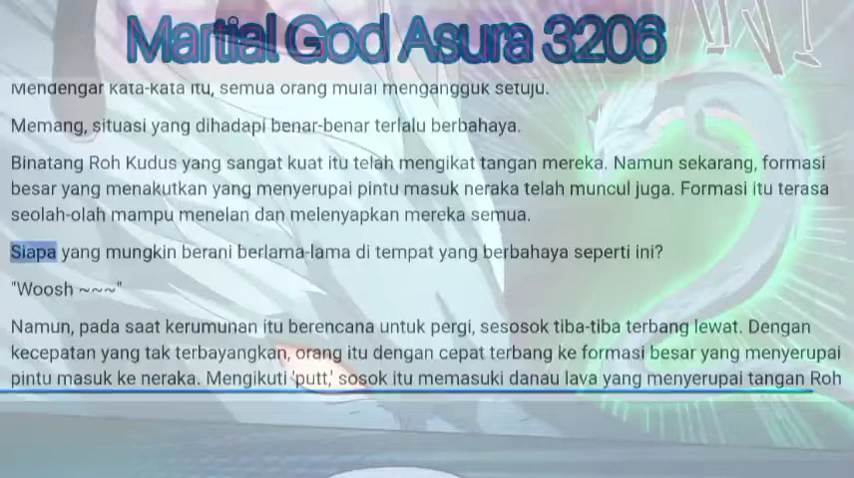 Martial God Asura 3206
Mendengar kata-kata itu, semua orang mulai mengangguk setuju.
Memang, situasi yang dihadapi benar-benar terlalu berbahaya.
Binatang Roh Kudus yang sangat kuat itu telah mengikat tangan mereka. Namun sekarang, formasi
besar yang menakutkan yang menyerupai pintu masuk neraka telah muncul juga. Formasi itu terasa
seolah-olah mampu menelan dan melenyapkan mereka semua.
Siapa yang mungkin berani berlama-lama di tempat yang berbahaya seperti ini?
"Woosh ~~~"
Namun, pada saat kerumunan itu berencana untuk pergi, sesosok tiba-tiba terbang lewat. Dengan
kecepatan yang tak terbayangkan, orang itu dengan cepat terbang ke formasi besar yang menyerupai
pintu masuk ke neraka. Mengikuti 'putt,' sosok itu memasuki danau lava yang menyerupai tangan Roh